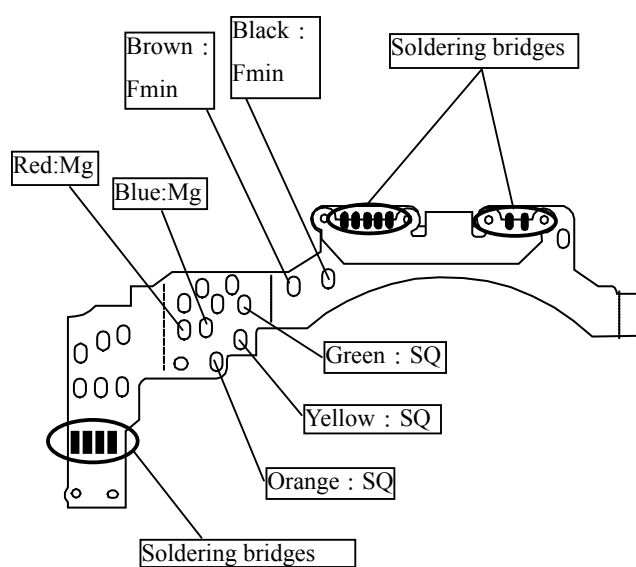 Brown：
Fmin
Black：
Fmin
Soldering bridges
Red:Mg
Blue:Mg
Green：SQ
Yellow：SQ
Orange：SQ
Soldering bridges